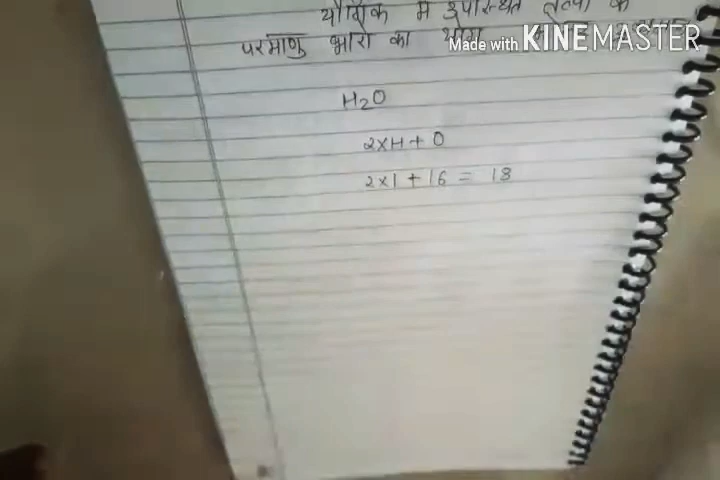 यौगिक में उपस्थित तत्वों के
परमाणु भारों का योग
Made with KINEMASTER
H₂O
2×H + O
2×1 + 16 = 18